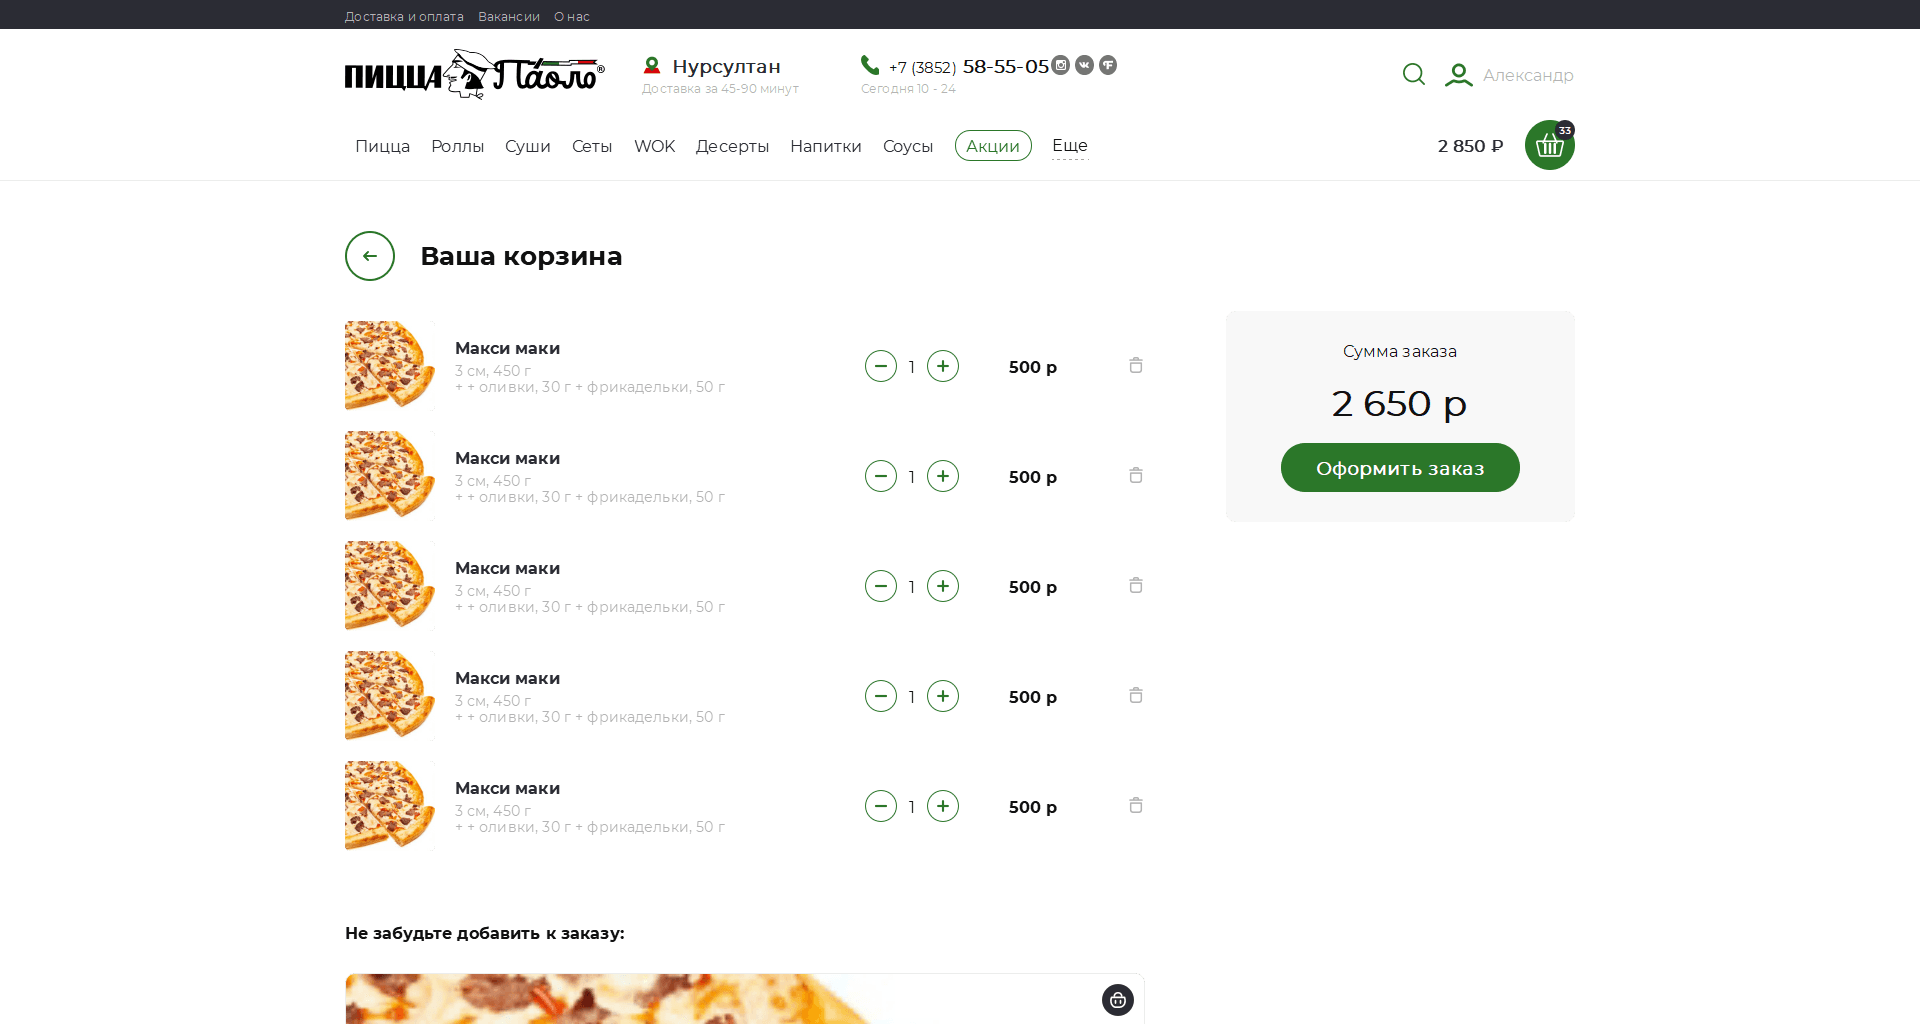 Доставка и оплата Вакансии О нас
ПИЦЦА Паоло®
Нурсултан
Доставка за 45-90 минут
+7 (3852) 58-55-05
Сегодня 10 - 24
Александр
Пицца Роллы Суши Сеты WOK Десерты Напитки Соусы Акции Еще
2 850 ₽
33
Ваша корзина
Макси маки
3 см, 450 г
+ + оливки, 30 г + фрикадельки, 50 г
1
500 р
Макси маки
3 см, 450 г
+ + оливки, 30 г + фрикадельки, 50 г
1
500 р
Макси маки
3 см, 450 г
+ + оливки, 30 г + фрикадельки, 50 г
1
500 р
Макси маки
3 см, 450 г
+ + оливки, 30 г + фрикадельки, 50 г
1
500 р
Макси маки
3 см, 450 г
+ + оливки, 30 г + фрикадельки, 50 г
1
500 р
Сумма заказа
2 650 р
Оформить заказ
Не забудьте добавить к заказу: